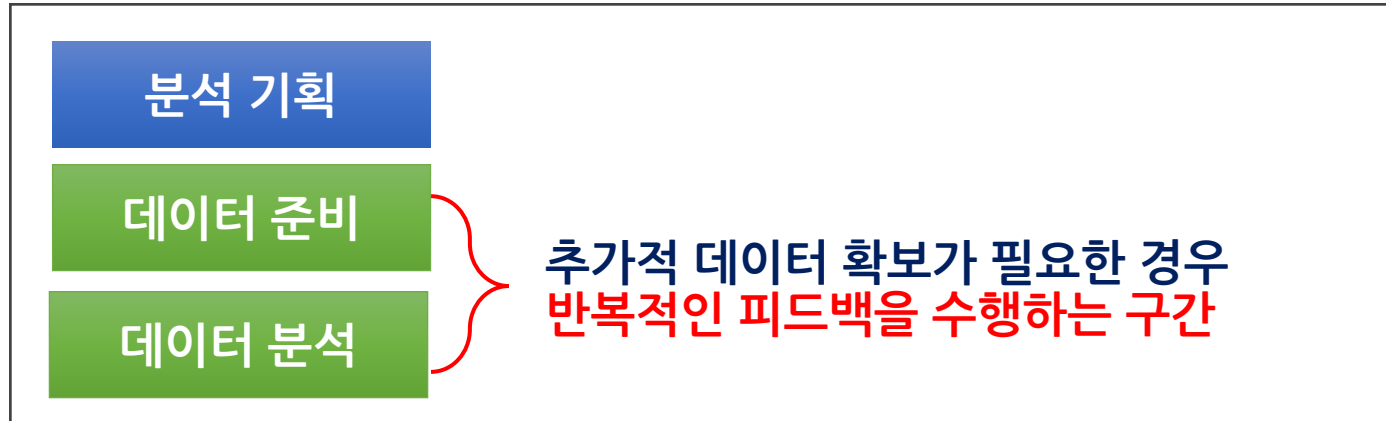 분석 기획
데이터 준비
데이터 분석
추가적 데이터 확보가 필요한 경우
반복적인 피드백을 수행하는 구간